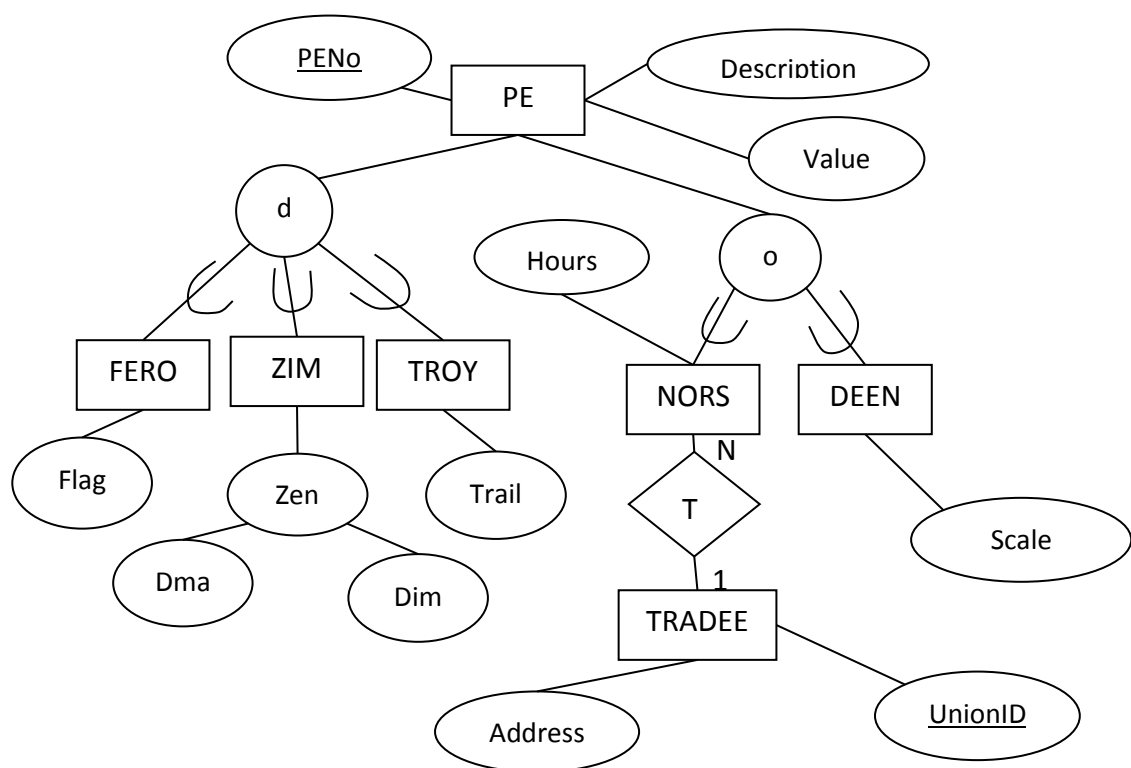 PENo
PE
Description
Value
d
o
Hours
FERO
ZIM
TROY
NORS
DEEN
Flag
Zen
Trail
N
T
Scale
Dma
Dim
1
TRADEE
Address
UnionID